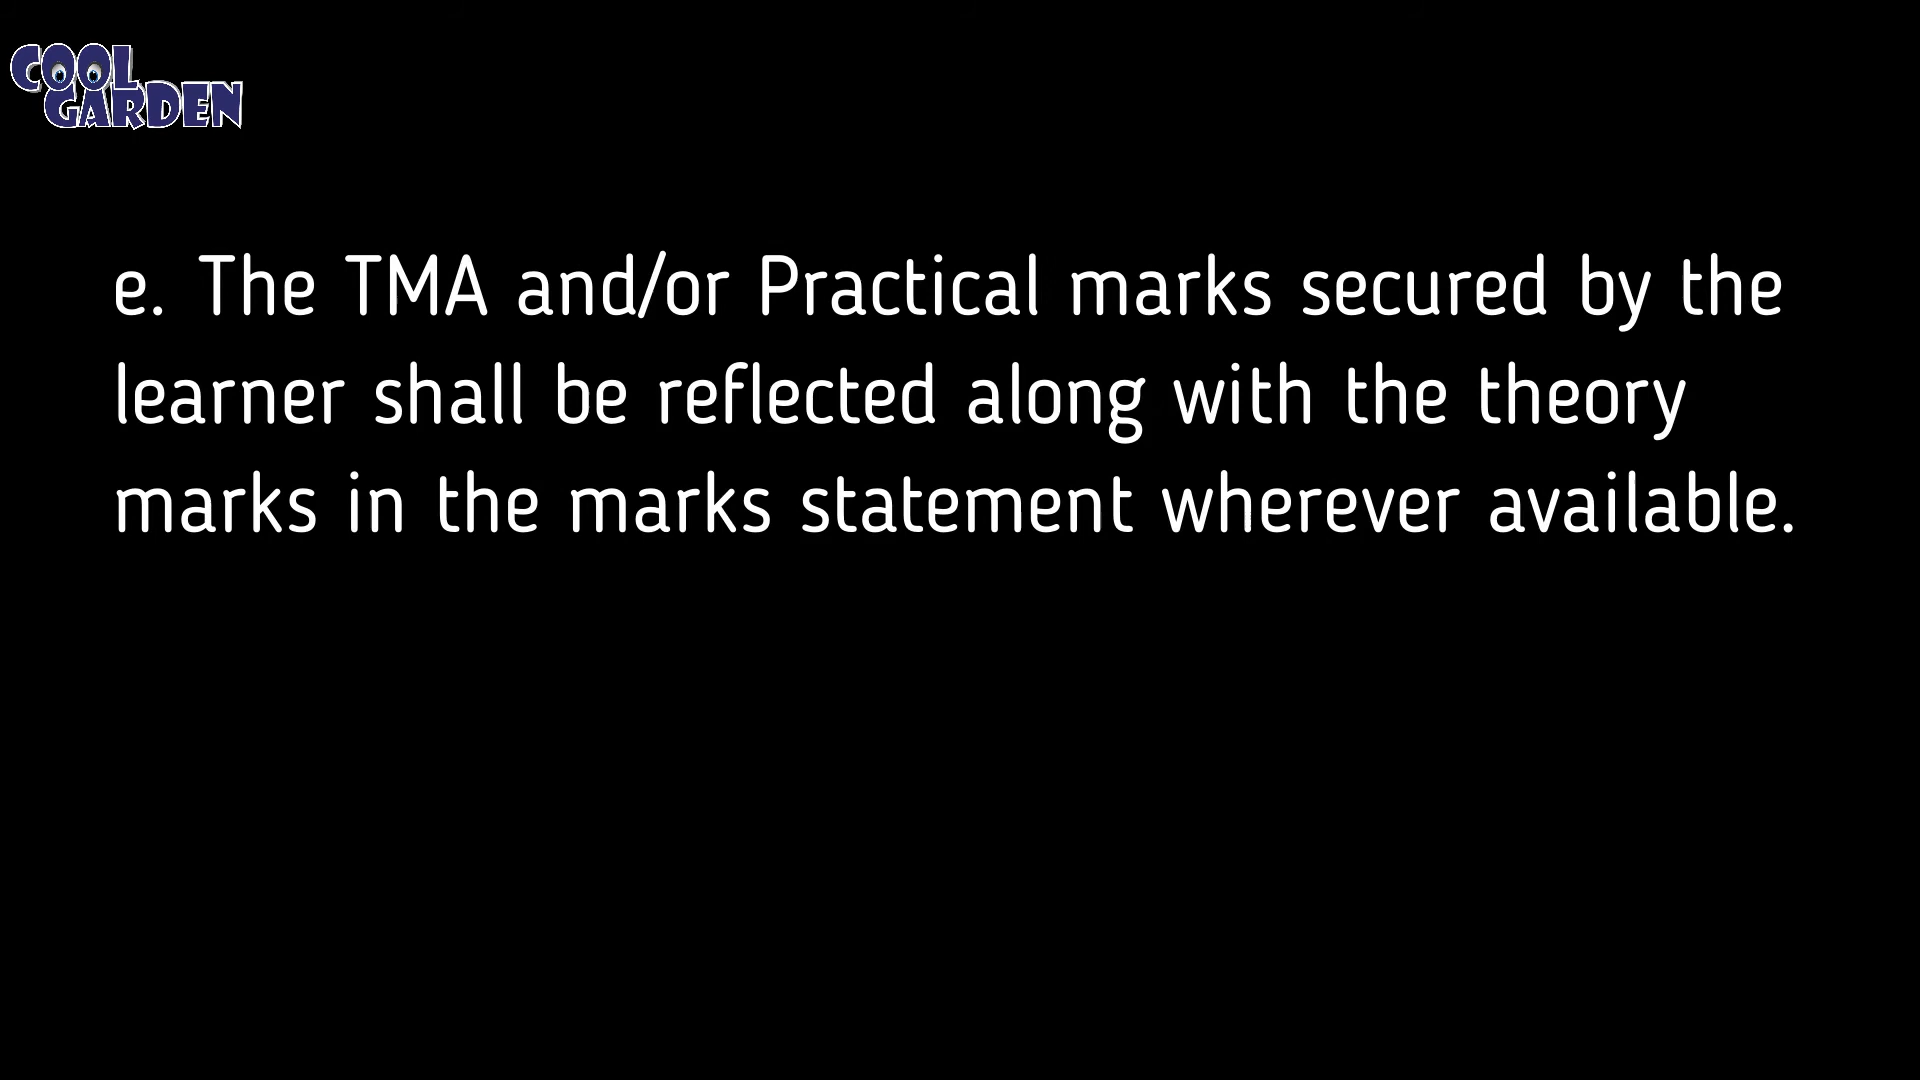 COOL
GARDEN
e. The TMA and/or Practical marks secured by the
learner shall be reflected along with the theory
marks in the marks statement wherever available.